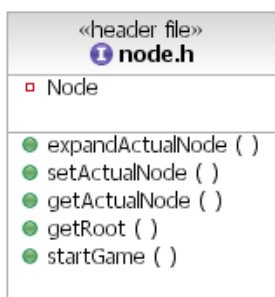 «header file»
node.h
Node
expandActualNode ( )
setActualNode ( )
getActualNode ( )
getRoot ( )
startGame ( )